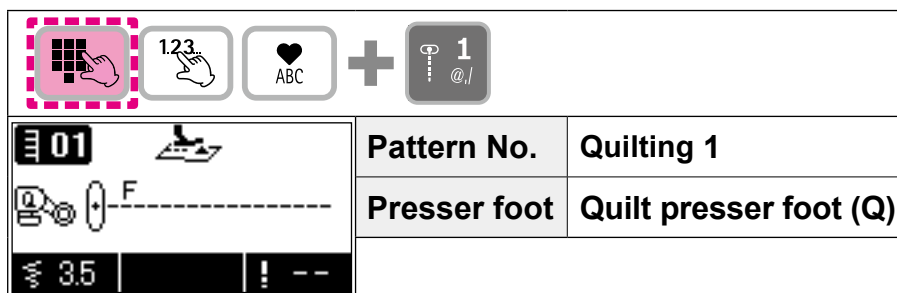 1.2.3...
ABC
1
@,/
01
Pattern No.
Quilting 1
Q
F
Presser foot
Quilt presser foot (Q)
3.5
! --